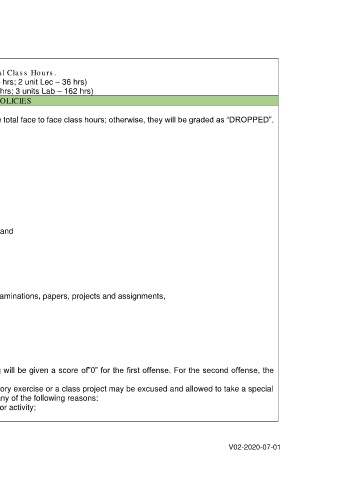 al Class Hours.
hrs; 2 unit Lec – 36 hrs)
hrs; 3 units Lab – 162 hrs)
OLICIES
e total face to face class hours; otherwise, they will be graded as “DROPPED”.
and
aminations, papers, projects and assignments,
g will be given a score of”0” for the first offense. For the second offense, the
ory exercise or a class project may be excused and allowed to take a special
any of the following reasons:
or activity;
V02-2020-07-01